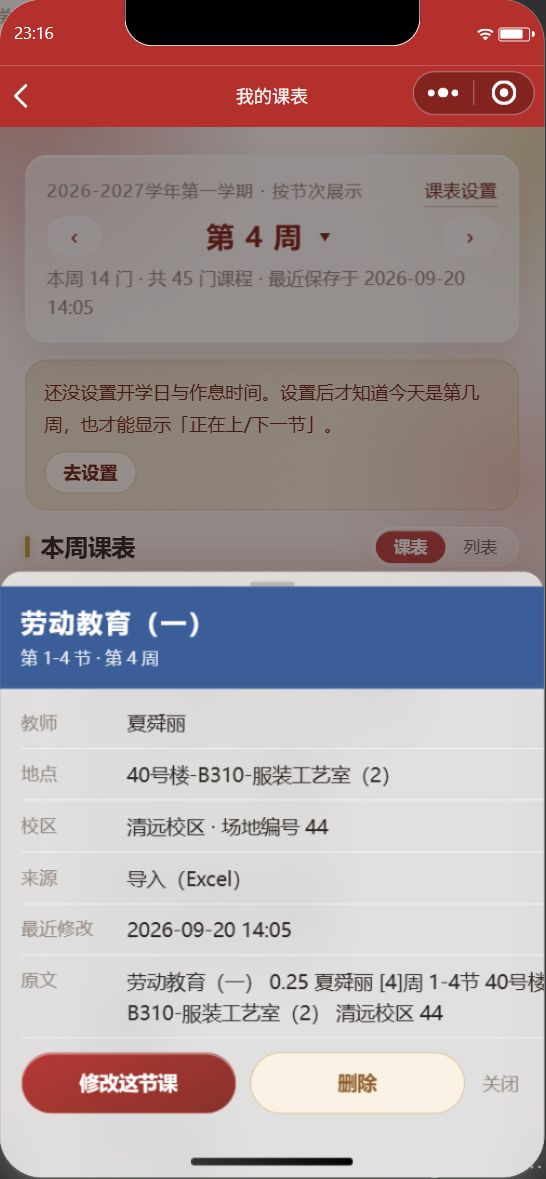 23:16
我的课表
2026-2027学年第一学期 · 按节次展示
课表设置
第 4 周
本周 14 门 · 共 45 门课程 · 最近保存于 2026-09-20
14:05
还没设置开学日与作息时间。设置后才知道今天是第几
周，也才能显示「正在上/下一节」。
去设置
本周课表
课表
列表
劳动教育（一）
第 1-4 节 · 第 4 周
教师
夏舜丽
地点
40号楼-B310-服装工艺室（2）
校区
清远校区 · 场地编号 44
来源
导入（Excel）
最近修改
2026-09-20 14:05
原文
劳动教育（一） 0.25 夏舜丽 [4]周 1-4节 40号楼
B310-服装工艺室（2） 清远校区 44
修改这节课
删除
关闭